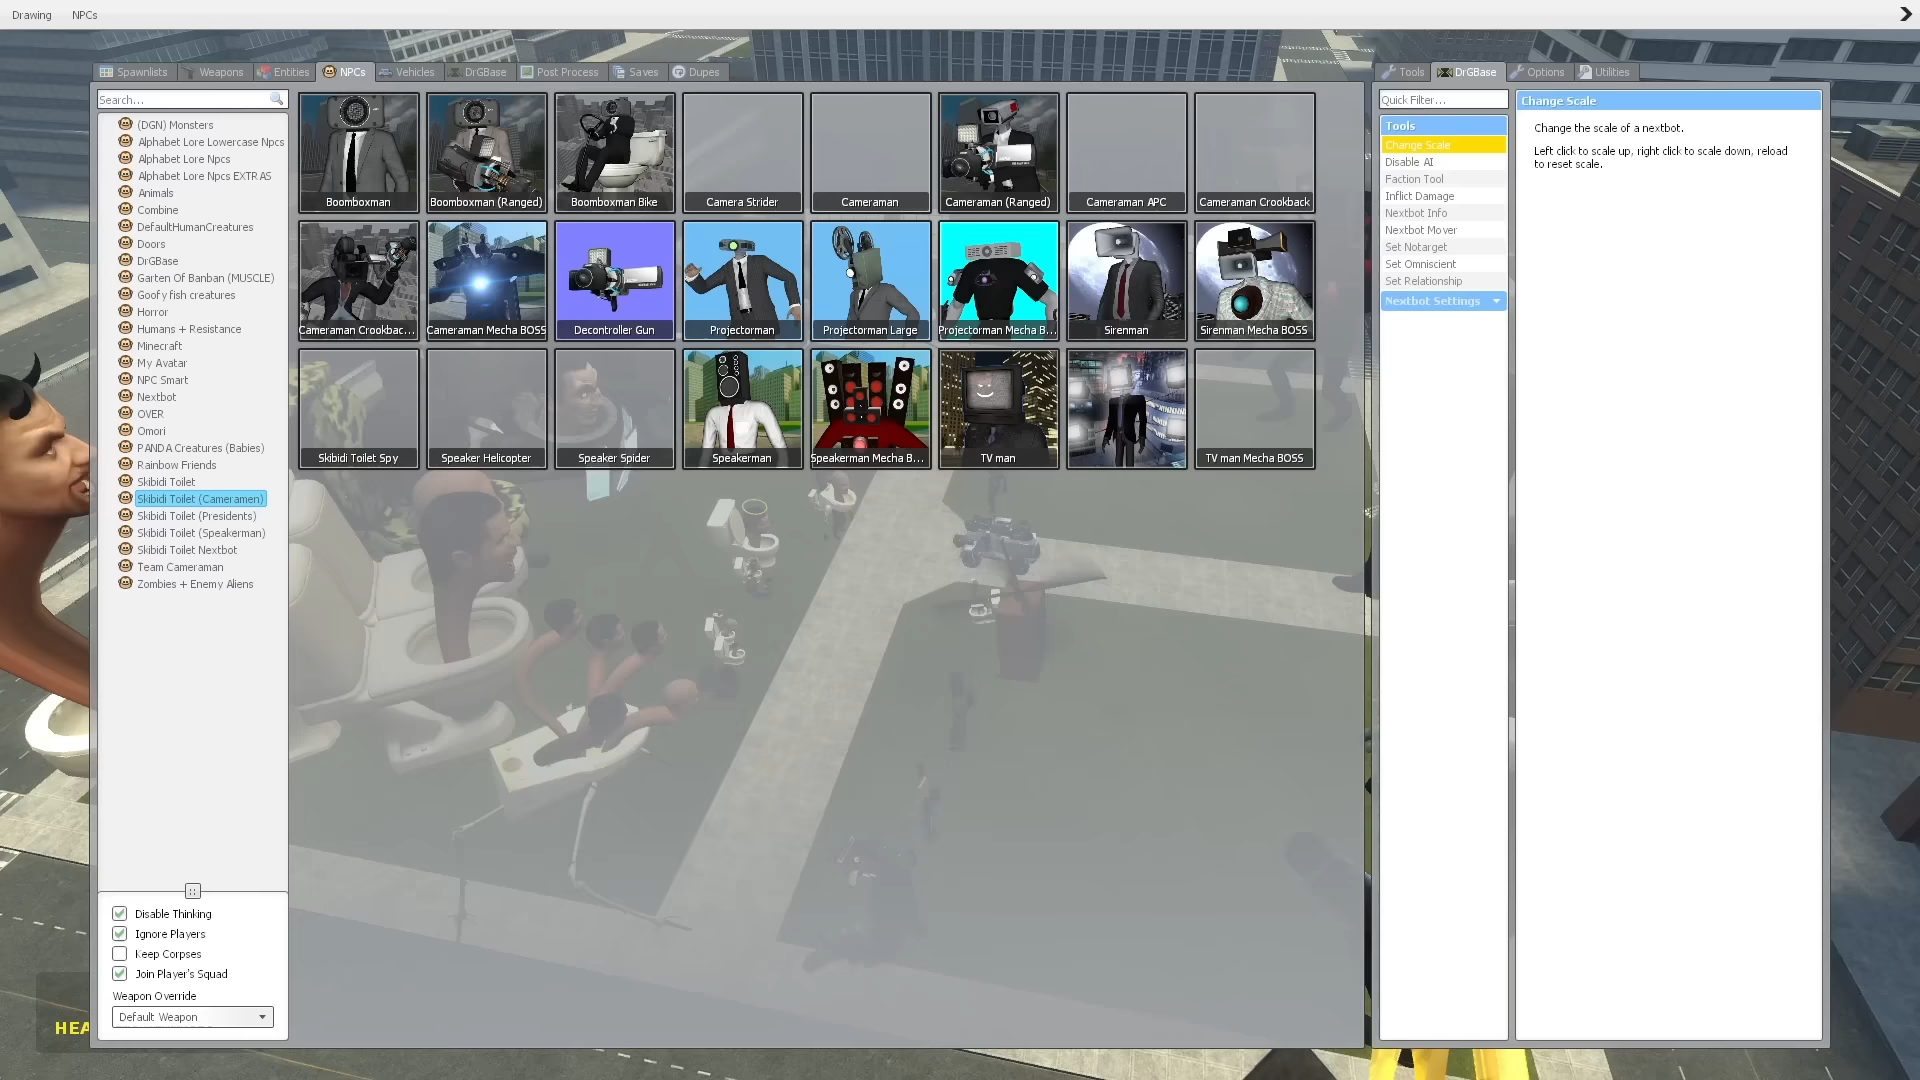 Drawing NPCs
Spawnlists Weapons Entities NPCs Vehicles DrGBase Post Process Saves Dupes
Search...
(DGN) Monsters
Alphabet Lore Lowercase Npcs
Alphabet Lore Npcs
Alphabet Lore Npcs EXTRAS
Animals
Combine
DefaultHumanCreatures
Doors
DrGBase
Garten Of Banban (MUSCLE)
Goofy fish creatures
Horror
Humans + Resistance
Minecraft
My Avatar
NPC Smart
Nextbot
OVER
Omori
PANDA Creatures (Babies)
Rainbow Friends
Skibidi Toilet
Skibidi Toilet (Cameramen)
Skibidi Toilet (Presidents)
Skibidi Toilet (Speakerman)
Skibidi Toilet Nextbot
Team Cameraman
Zombies + Enemy Aliens
Disable Thinking
Ignore Players
Keep Corpses
Join Player's Squad
Weapon Override
Default Weapon
HEA
Boomboxman Boomboxman (Ranged) Boomboxman Bike Camera Strider Cameraman Cameraman (Ranged) Cameraman APC Cameraman Crookback
Cameraman Crookbac... Cameraman Mecha BOSS Decontroller Gun Projectorman Projectorman Large Projectorman Mecha B... Sirenman Sirenman Mecha BOSS
Skibidi Toilet Spy Speaker Helicopter Speaker Spider Speakerman Speakerman Mecha B... TV man TV man Mecha BOSS
Tools DrGBase Options Utilities
Quick Filter...
Tools
Change Scale
Disable AI
Faction Tool
Inflict Damage
Nextbot Info
Nextbot Mover
Set Notarget
Set Omniscient
Set Relationship
Nextbot Settings
Change Scale
Change the scale of a nextbot.
Left click to scale up, right click to scale down, reload
to reset scale.